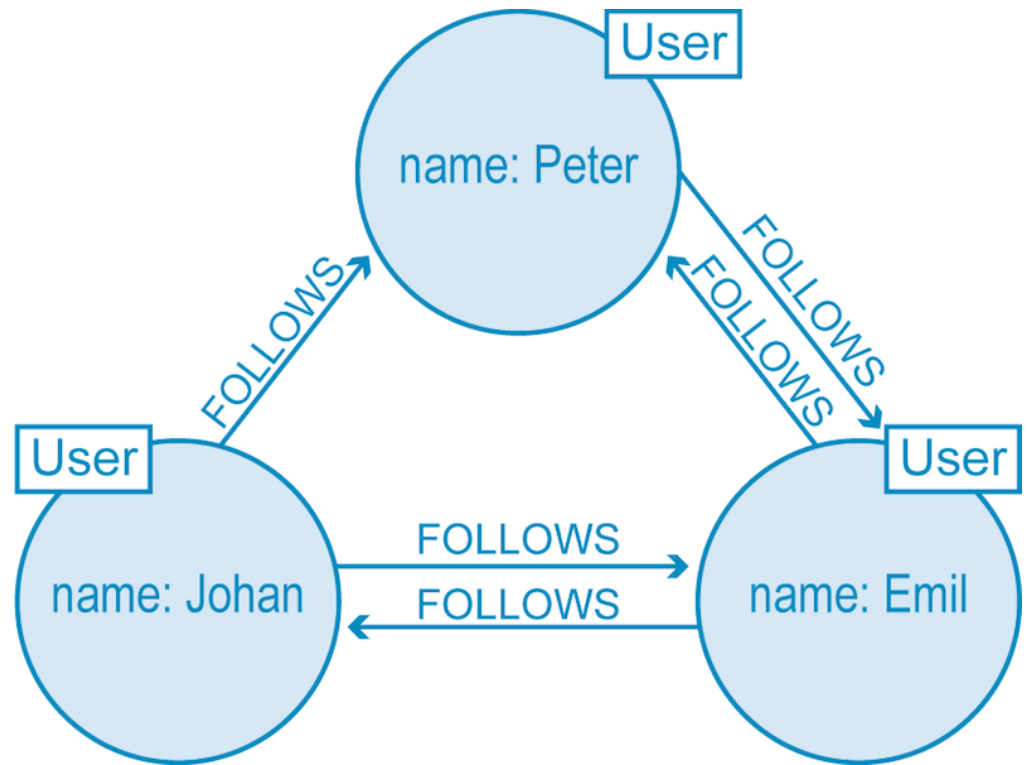 User
name: Peter
FOLLOWS
FOLLOWS
FOLLOWS
User
User
FOLLOWS
name: Johan
name: Emil
FOLLOWS